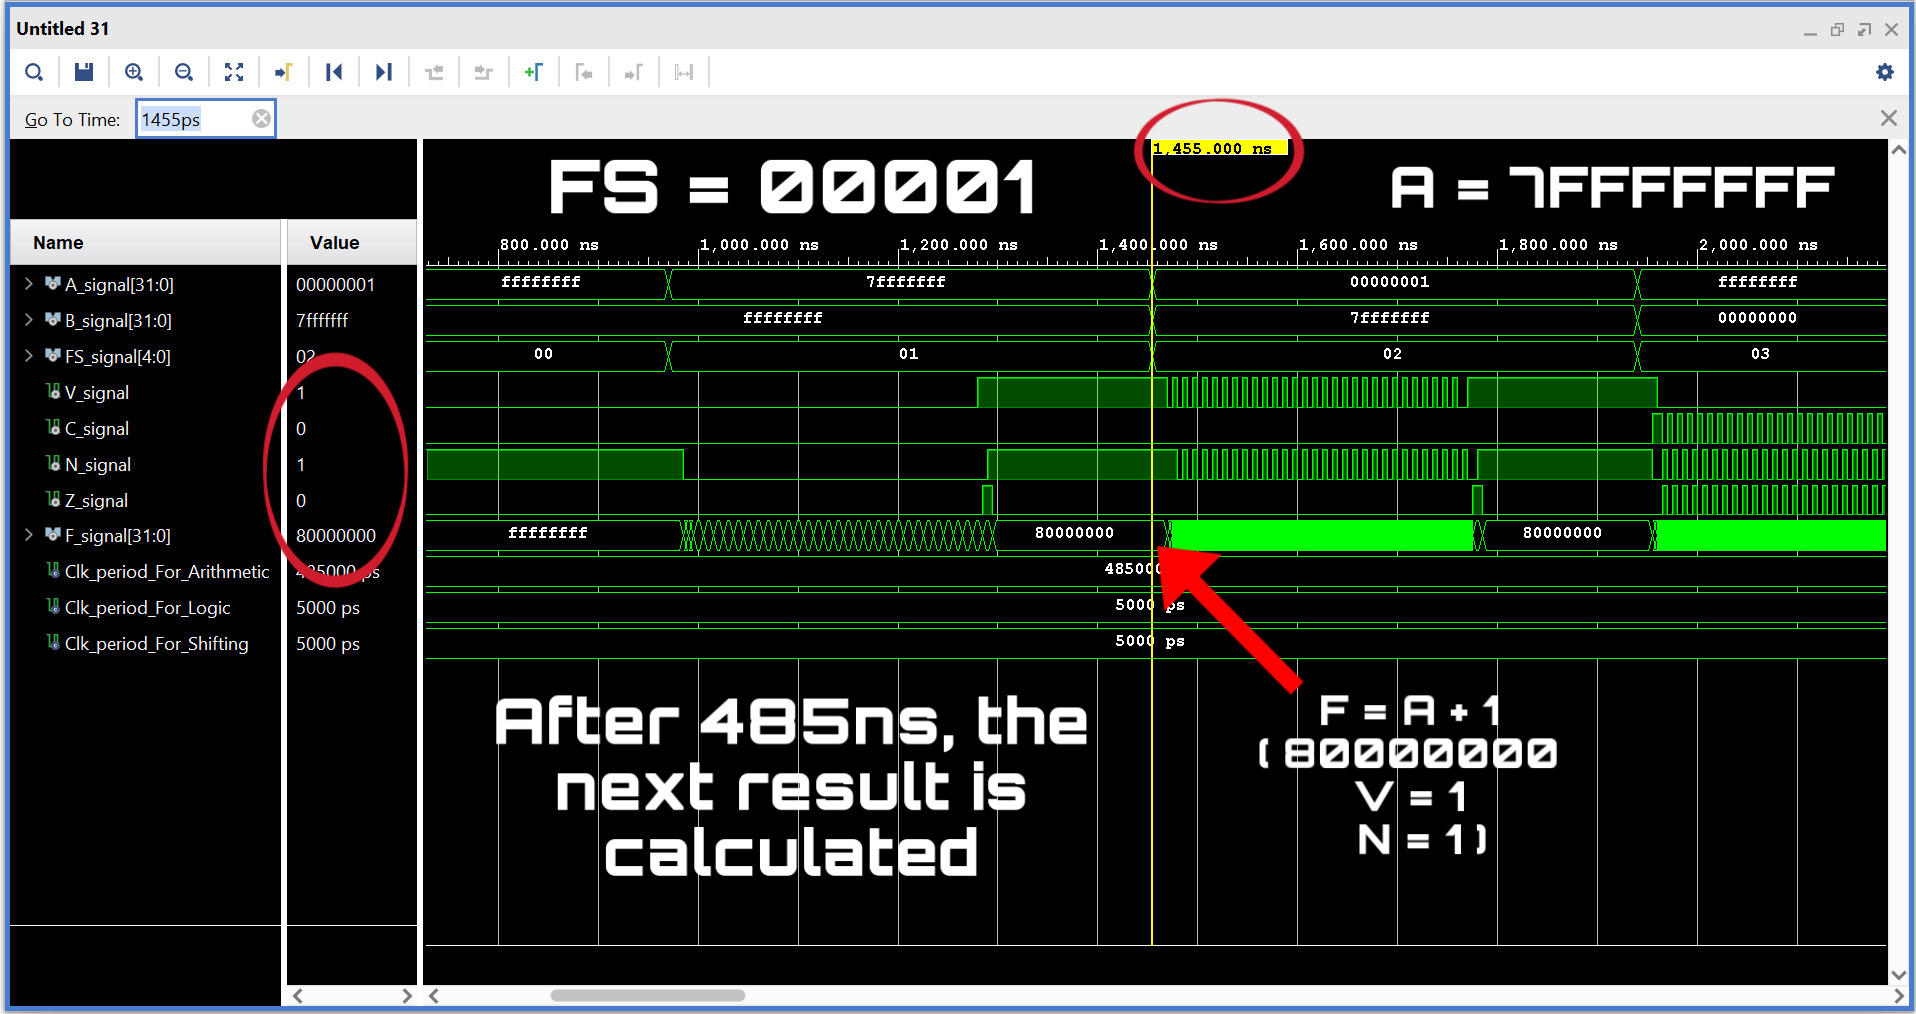 Untitled 31
Go To Time: 1455ps
1,455.000 ns
FS = 00001
A = 7FFFFFFF
Name Value
800.000 ns 1,000.000 ns 1,200.000 ns 1,400.000 ns 1,600.000 ns 1,800.000 ns 2,000.000 ns
A_signal[31:0] 00000001 ffffffff 7fffffff 00000001 ffffffff
B_signal[31:0] 7fffffff ffffffff 7fffffff 00000000
FS_signal[4:0] 02 00 01 02 03
V_signal 1
C_signal 0
N_signal 1
Z_signal 0
F_signal[31:0] 80000000 ffffffff 80000000 80000000
Clk_period_For_Arithmetic 485000 ps 48500
Clk_period_For_Logic 5000 ps 5000 ps
Clk_period_For_Shifting 5000 ps 5000 ps
After 485ns, the
next result is
calculated
F = A + 1
( 80000000
V = 1
N = 1 )